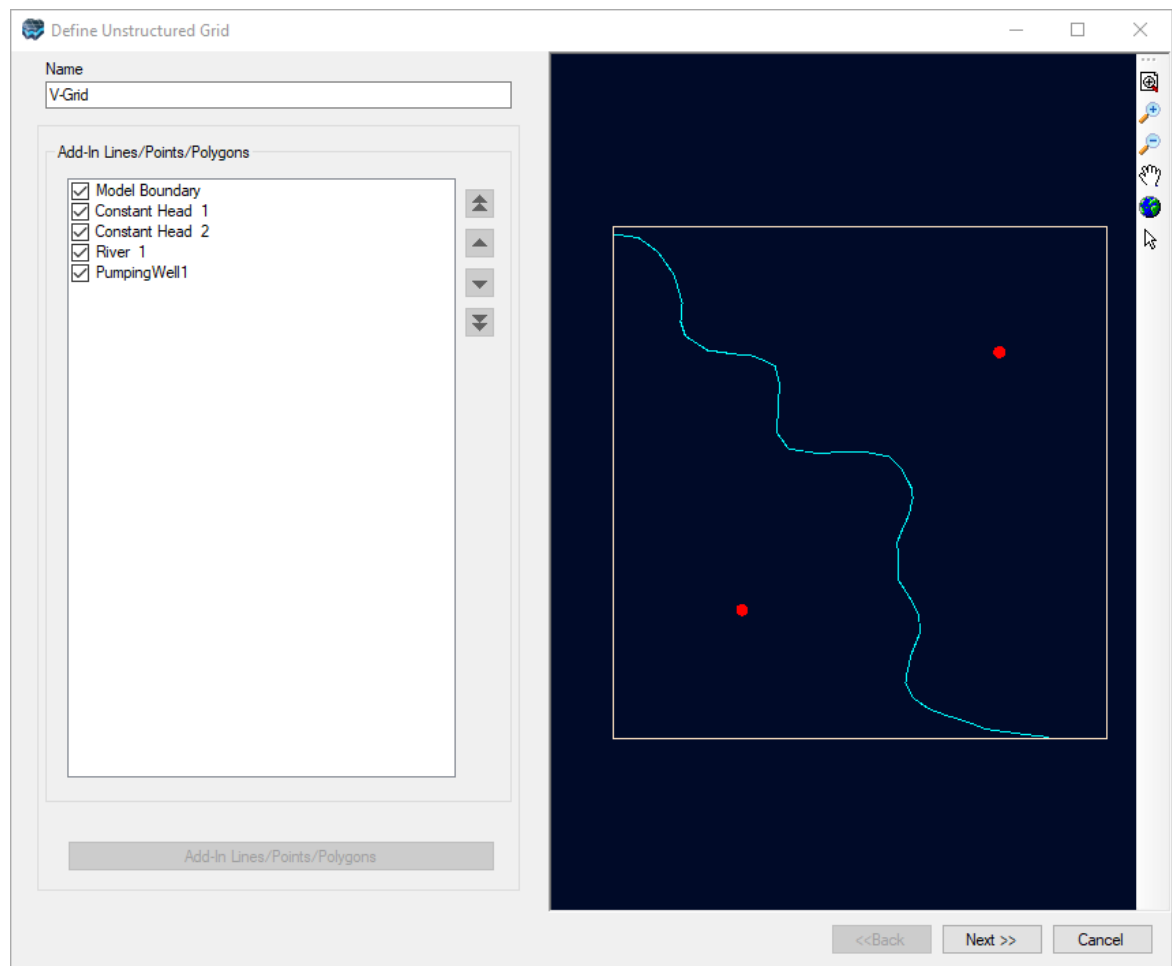 Define Unstructured Grid
Name
V-Grid
Add-In Lines/Points/Polygons
Model Boundary
Constant Head 1
Constant Head 2
River 1
PumpingWell1
Add-In Lines/Points/Polygons
<<Back
Next >>
Cancel